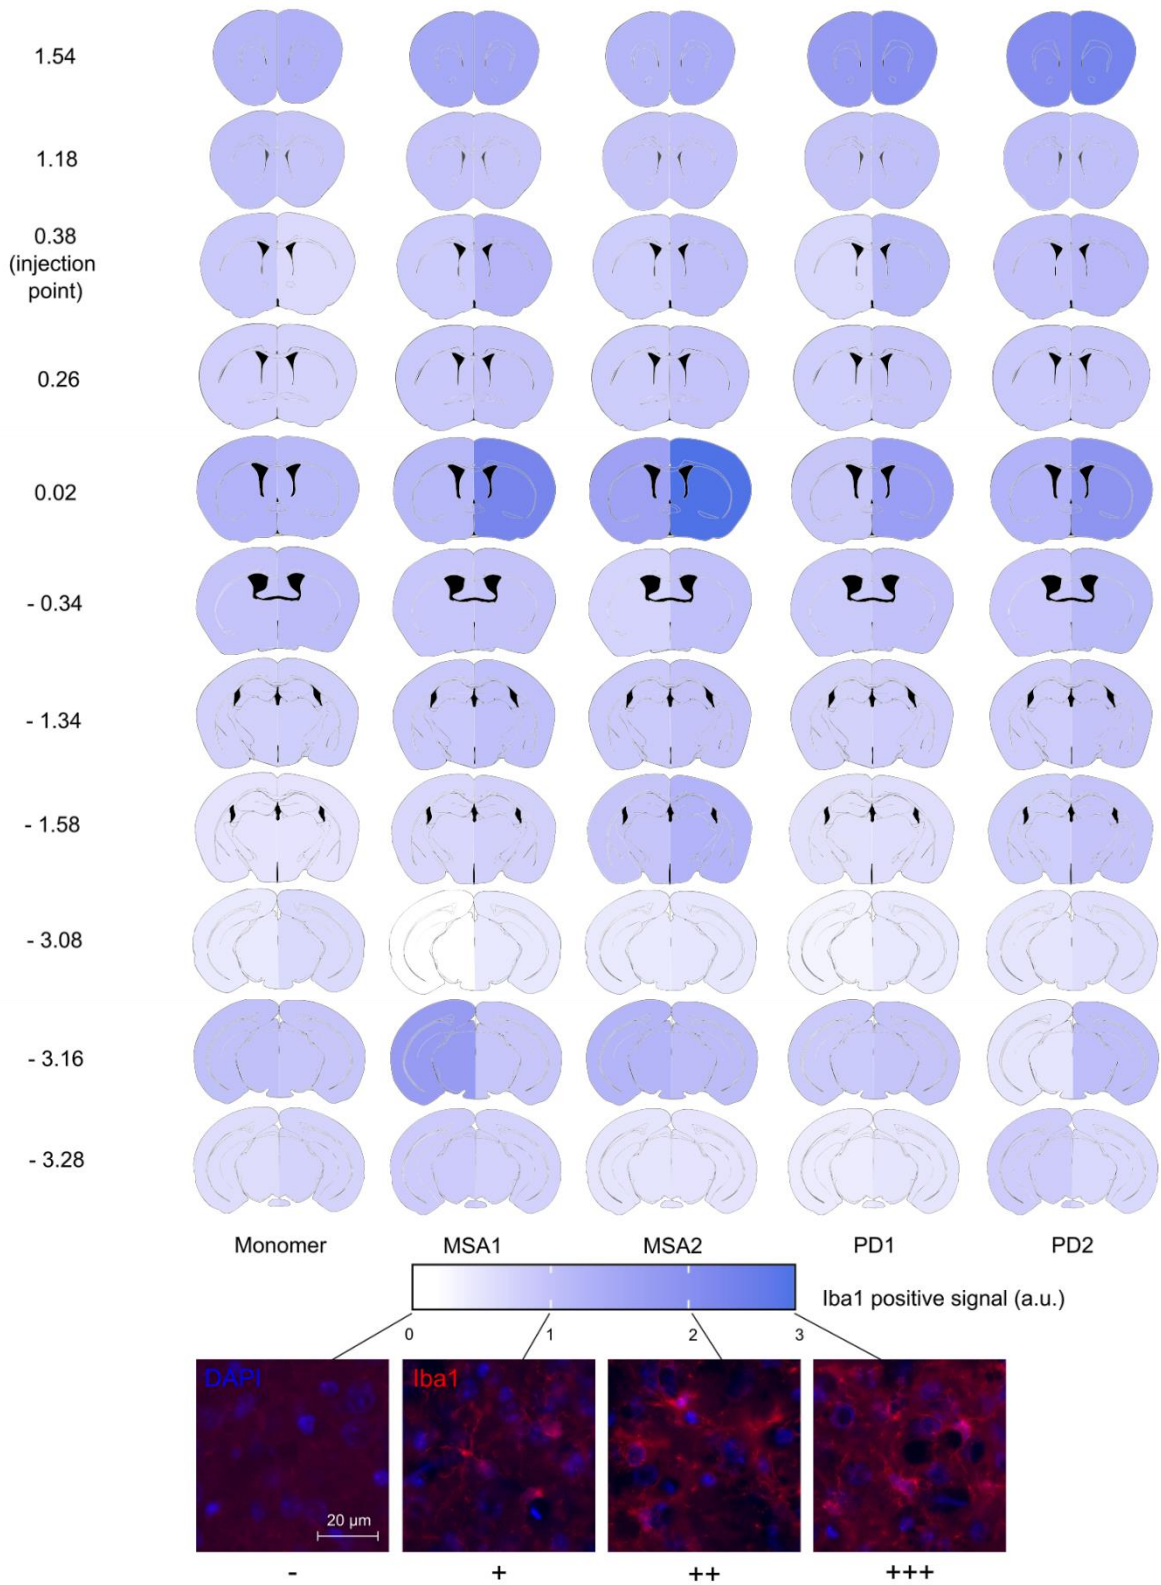 1.54
1.18
0.38
(injection
point)
0.26
0.02
- 0.34
- 1.34
- 1.58
- 3.08
- 3.16
- 3.28
Monomer MSA1 MSA2 PD1 PD2
Iba1 positive signal (a.u.)
0 1 2 3
DAPI Iba1
20 µm
- + ++ +++